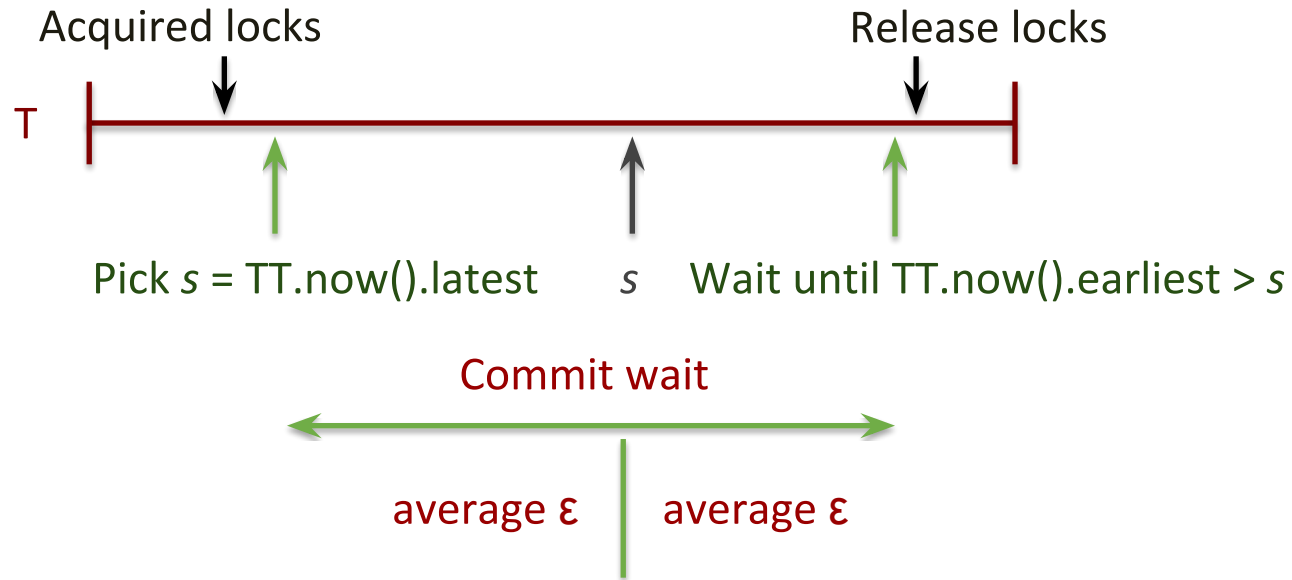 Acquired locks
Release locks
T
Pick s = TT.now().latest
s
Wait until TT.now().earliest > s
Commit wait
average ε
average ε